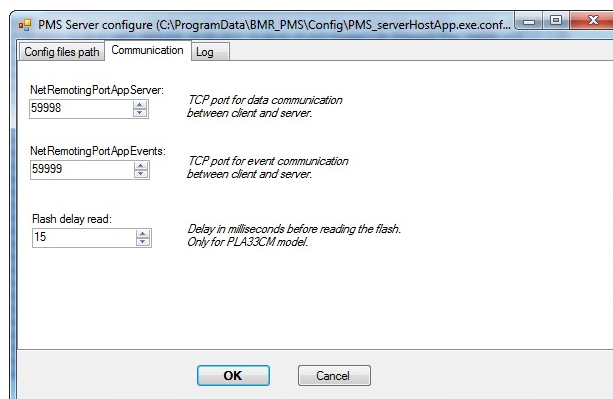 PMS Server configure (C:\ProgramData\BMR_PMS\Config\PMS_serverHostApp.exe.conf...
Config files path
Communication
Log
NetRemotingPortAppServer:
59998
TCP port for data communication
between client and server.
NetRemotingPortAppEvents:
59999
TCP port for event communication
between client and server.
Flash delay read:
15
Delay in milliseconds before reading the flash.
Only for PLA33CM model.
OK
Cancel